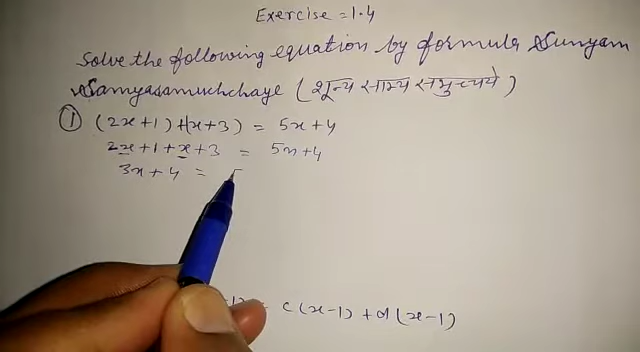 Exercise = 1.4
Solve the following equation by formula Sunyam
Samyasamuchchaye (शून्य साम्य समुच्चये)
① (2x+1)+(x+3) = 5x+4
2x+1+x+3 = 5x+4
3x+4 =
= c(x-1)+d(x-1)